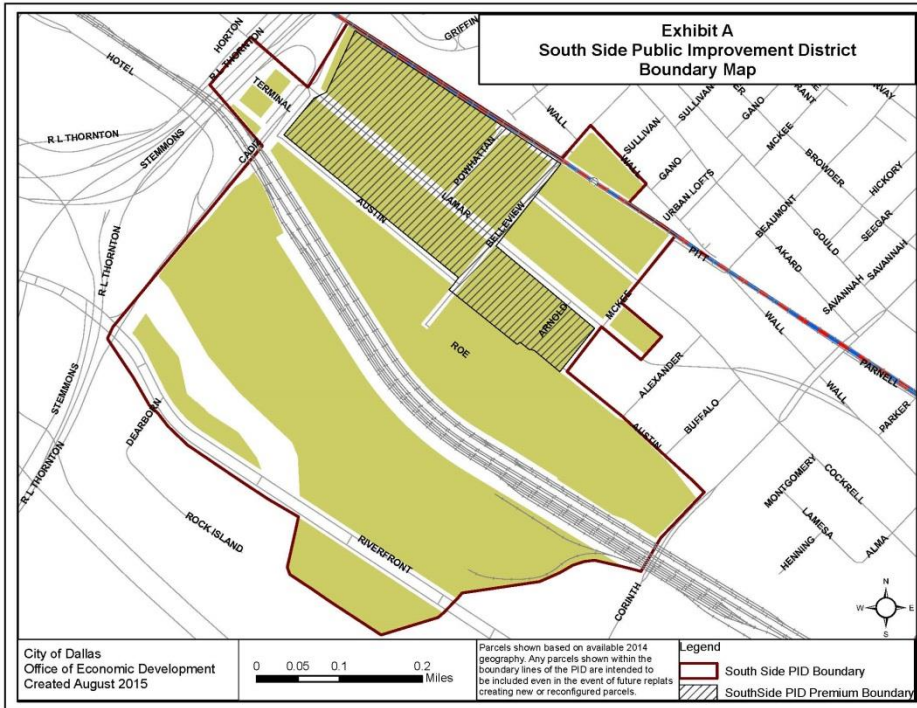 Exhibit A
South Side Public Improvement District
Boundary Map
HOTEL
HORTON
R L THORNTON
GRIFFIN
TERMINAL
R L THORNTON
STEMMONS
CADIZ
WALL
SULLIVAN
SULLIVAN
GANO
MCKEE
BROWDER
HICKORY
WALL
GANO
URBAN LOFTS
BEAUMONT
GOULD
SEEGAR
AKARD
SAVANNAH
SAVANNAH
POWHATTAN
LAMAR
AUSTIN
BELLEVIEW
PITT
WALL
PARNELL
ARNOLD
MCKEE
ROE
ALEXANDER
BUFFALO
AUSTIN
WALL
PARKER
R L THORNTON
STEMMONS
R L THORNTON
DEARBORN
ROCK ISLAND
RIVERFRONT
CORINTH
MONTGOMERY
COCKRELL
LAMESA
HENNING
ALMA
N
W E
S
City of Dallas
Office of Economic Development
Created August 2015
0 0.05 0.1 0.2
Miles
Parcels shown based on available 2014
geography. Any parcels shown within the
boundary lines of the PID are intended to
be included even in the event of future replats
creating new or reconfigured parcels.
Legend
South Side PID Boundary
SouthSide PID Premium Boundary